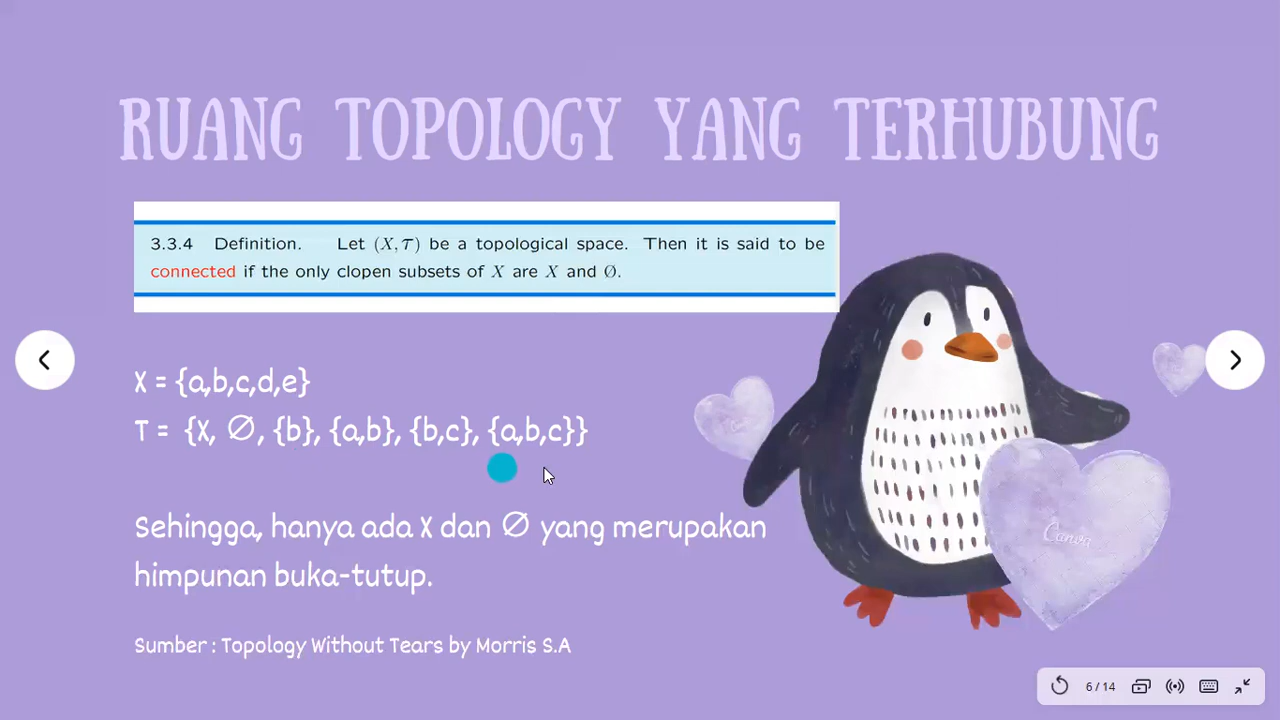 RUANG TOPOLOGY YANG TERHUBUNG
3.3.4 Definition. Let (X, τ) be a topological space. Then it is said to be
connected if the only clopen subsets of X are X and Ø.
X = {a,b,c,d,e}
T = {X, ∅, {b}, {a,b}, {b,c}, {a,b,c}}
Sehingga, hanya ada X dan ∅ yang merupakan
himpunan buka-tutup.
Sumber : Topology Without Tears by Morris S.A
Canva
6 / 14